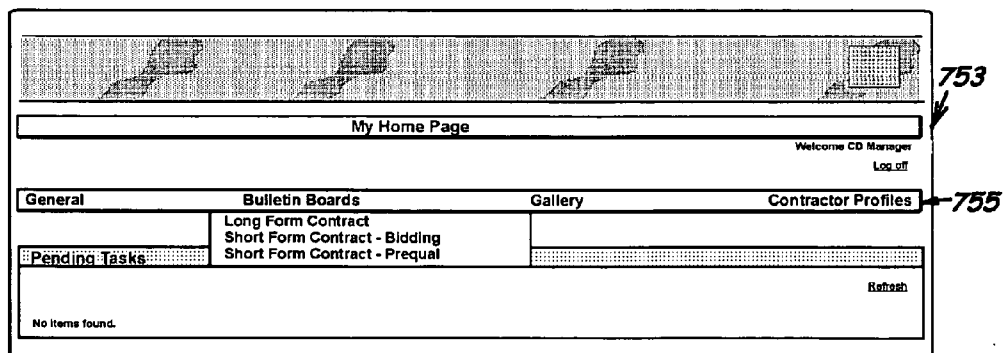 753
My Home Page
Welcome CD Manager
Log off
General Bulletin Boards Gallery Contractor Profiles
755
Long Form Contract
Short Form Contract - Bidding
Short Form Contract - Prequal
Pending Tasks
Refresh
No items found.